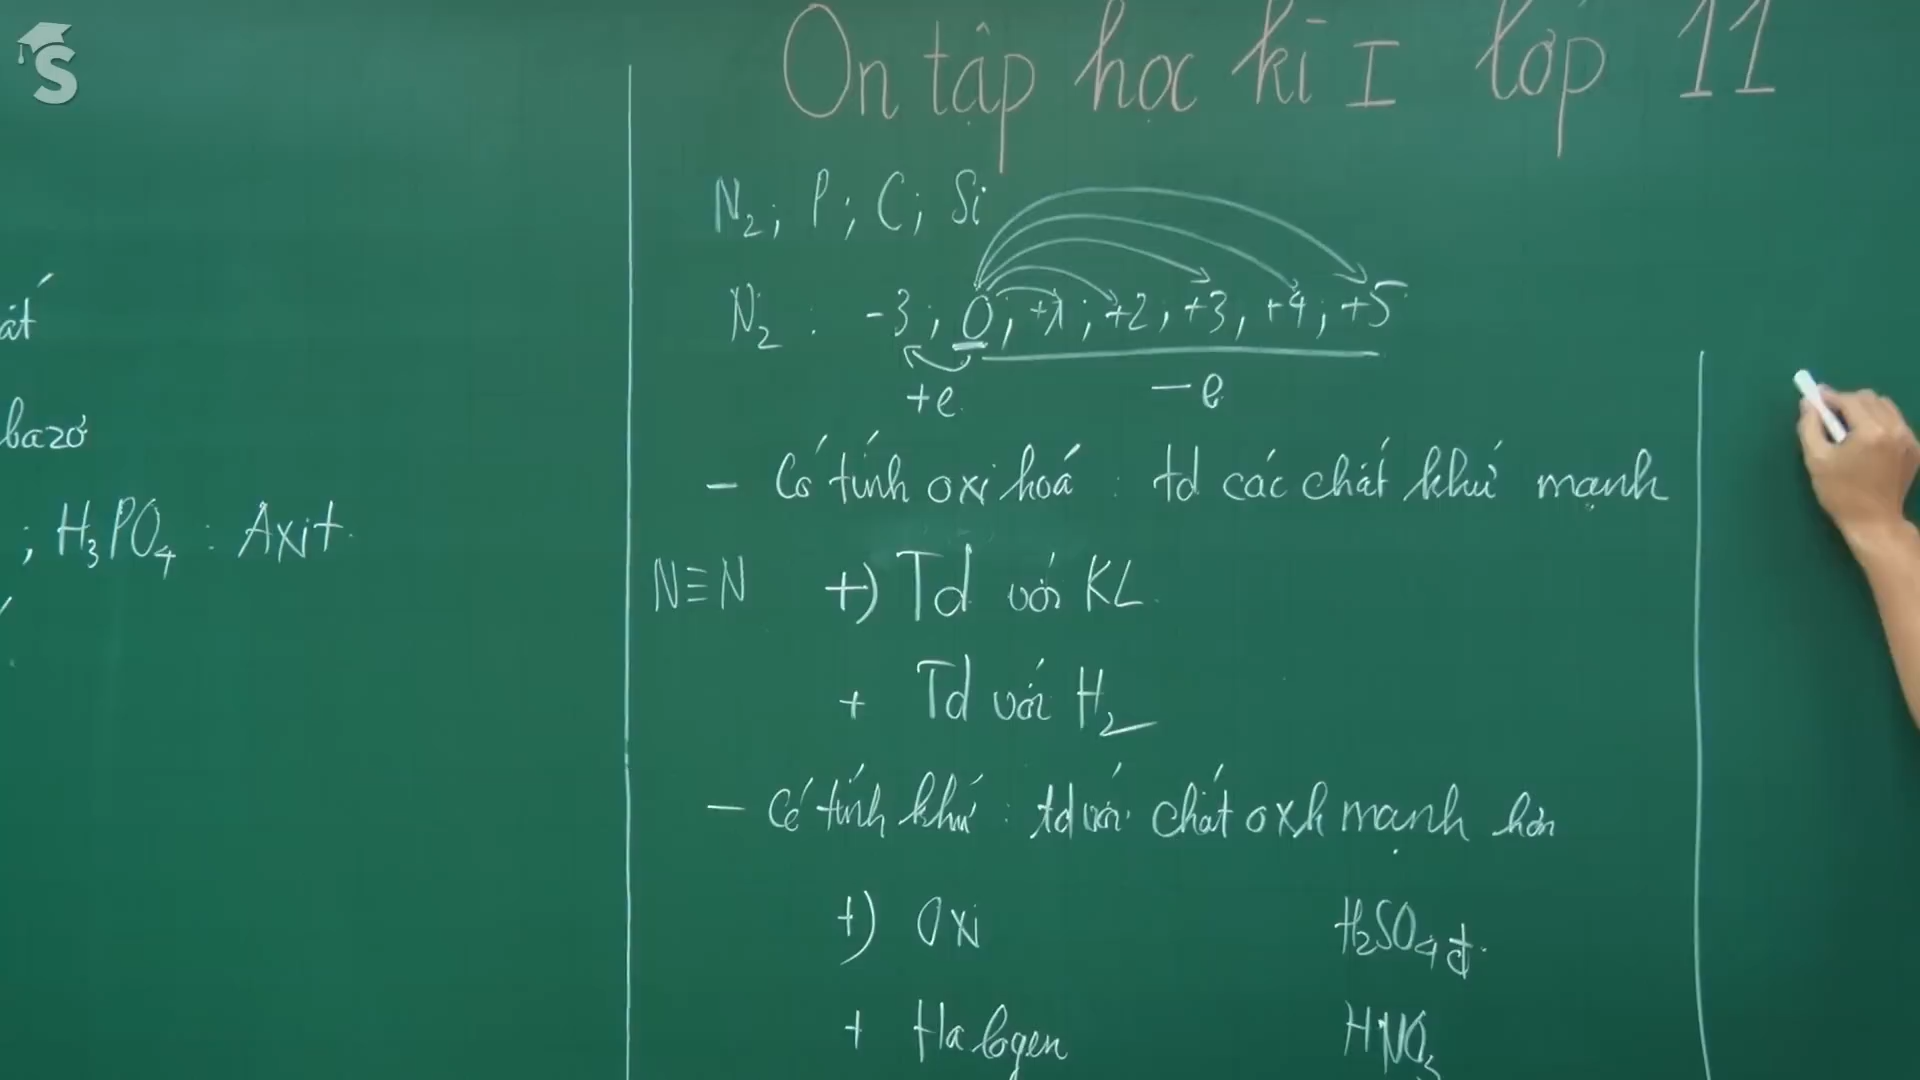 S
Ôn tập học kì I lớp 11
N2; P; C; Si
N2 : -3; 0; +1; +2; +3; +4; +5
+e
-e
ất
bazơ
; H3PO4 : Axit
- Có tính oxi hoá : td các chất khử mạnh
N≡N
+) Td với KL
+ Td với H2
- Có tính khử : td với chất oxh mạnh hơn
+) Oxi
H2SO4 đ
+ Halogen
HNO3